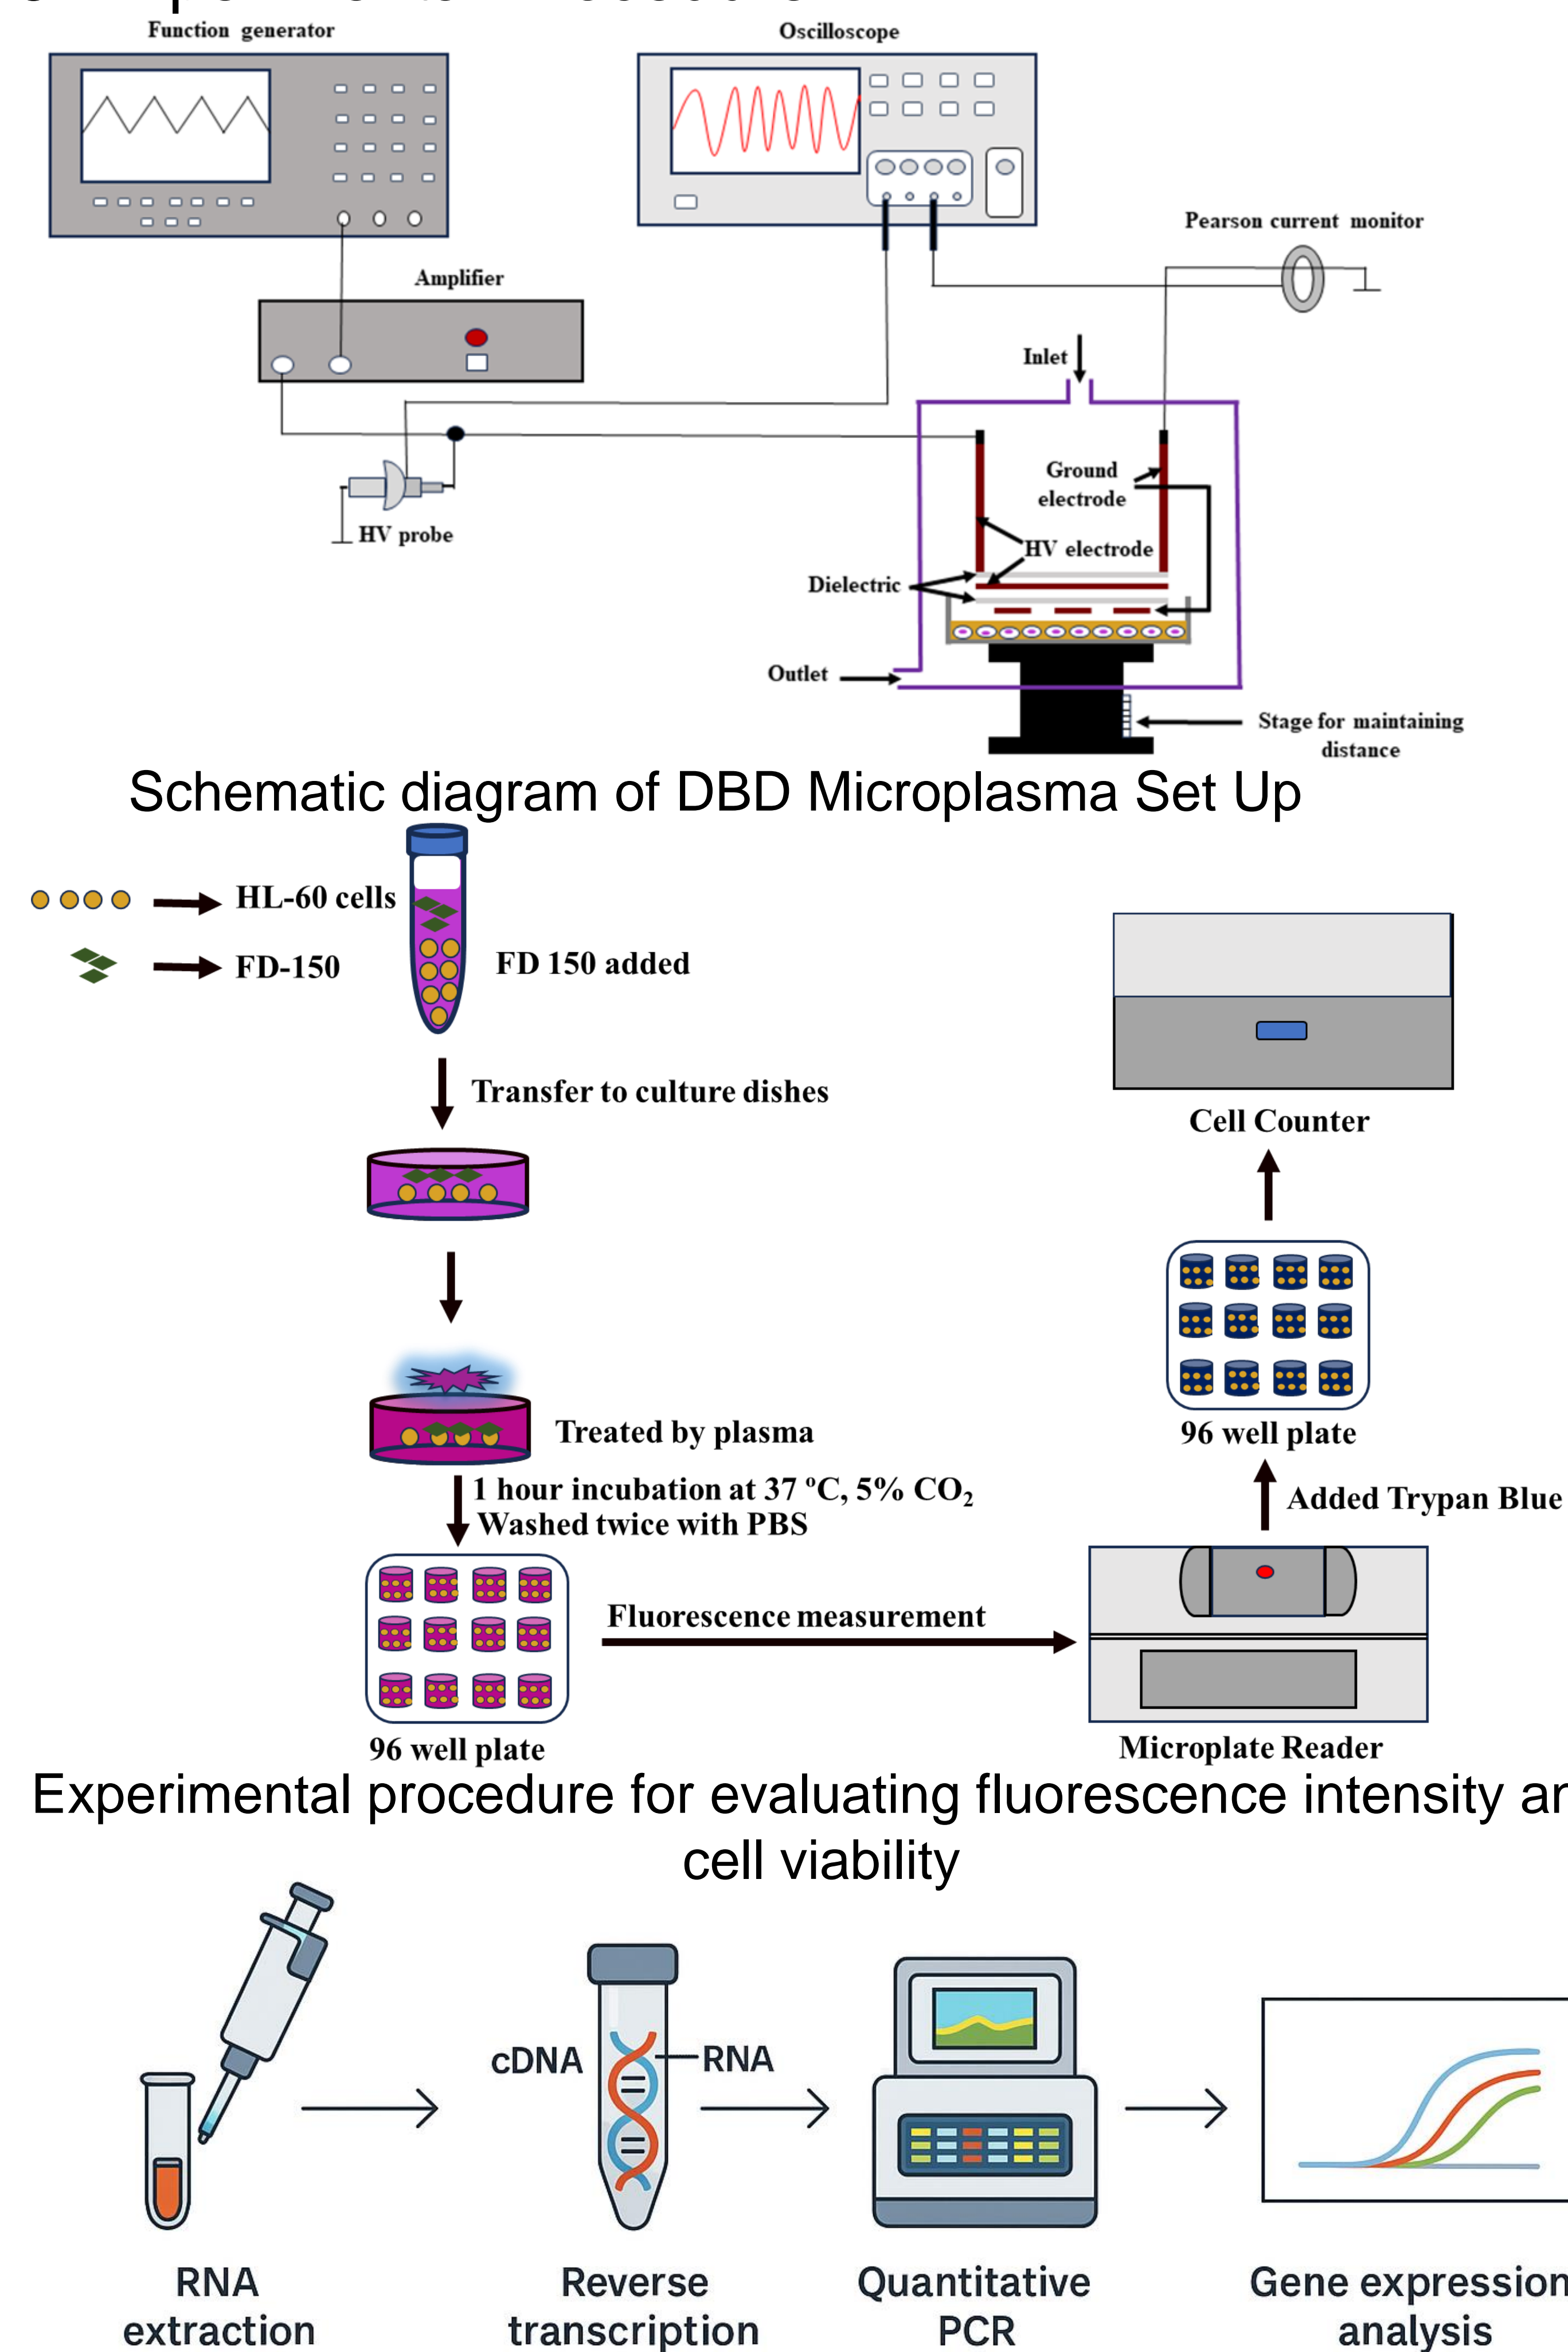 Function generator
Oscilloscope
Pearson current monitor
Amplifier
Inlet
Ground
electrode
HV probe
HV electrode
Dielectric
Outlet
Stage for maintaining
distance
Schematic diagram of DBD Microplasma Set Up
HL-60 cells
FD-150
FD 150 added
Transfer to culture dishes
Cell Counter
Treated by plasma
96 well plate
1 hour incubation at 37 ºC, 5% CO₂
Washed twice with PBS
Added Trypan Blue
Fluorescence measurement
96 well plate
Microplate Reader
Experimental procedure for evaluating fluorescence intensity
cell viability
cDNA
RNA
RNA
extraction
Reverse
transcription
Quantitative
PCR
Gene expression
analysis